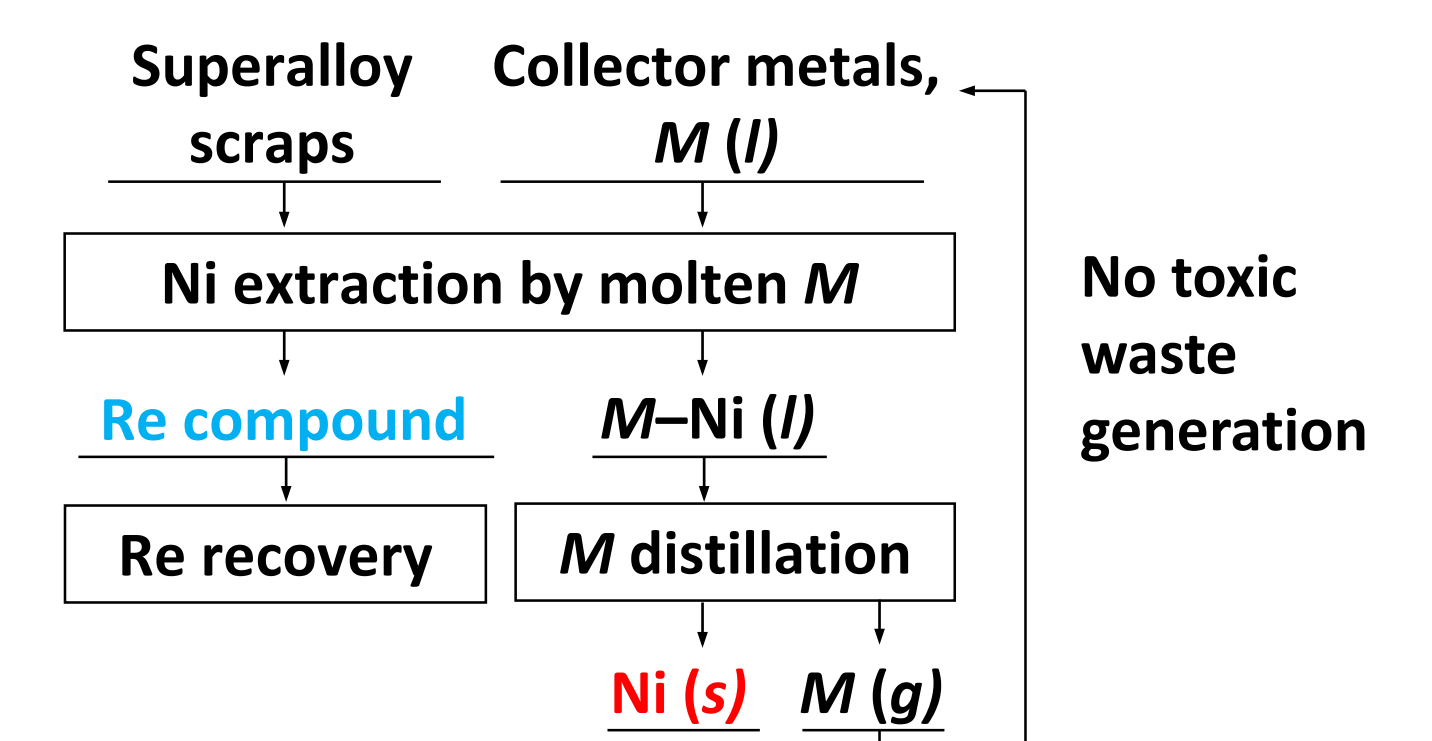 Superalloy
scraps
Collector metals,
M (l)
Ni extraction by molten M
No toxic
waste
generation
Re compound
M–Ni (l)
Re recovery
M distillation
Ni (s)
M (g)